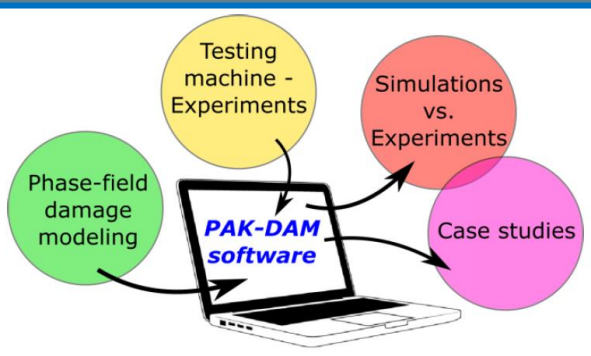 Testing
machine -
Experiments
Simulations
vs.
Experiments
Phase-field
damage
modeling
PAK-DAM
software
Case studies